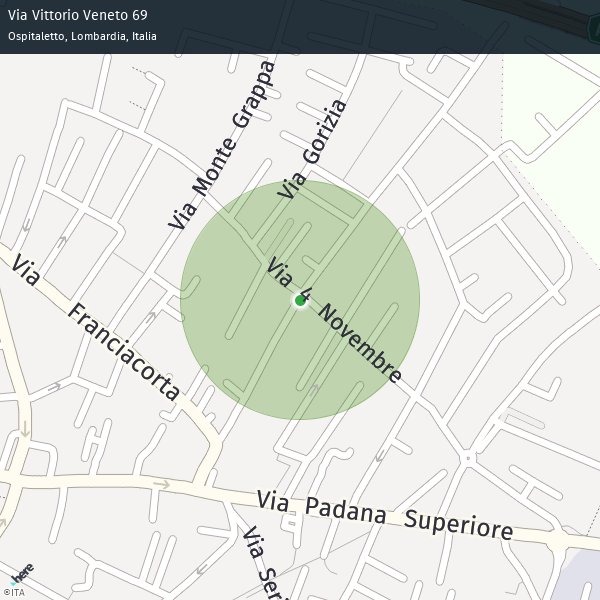 Via Vittorio Veneto 69
Ospitaletto, Lombardia, Italia
Via Monte Grappa
Via Gorizia
Via 4 Novembre
Via Franciacorta
Via Padana Superiore
Via Seri
here
©ITA